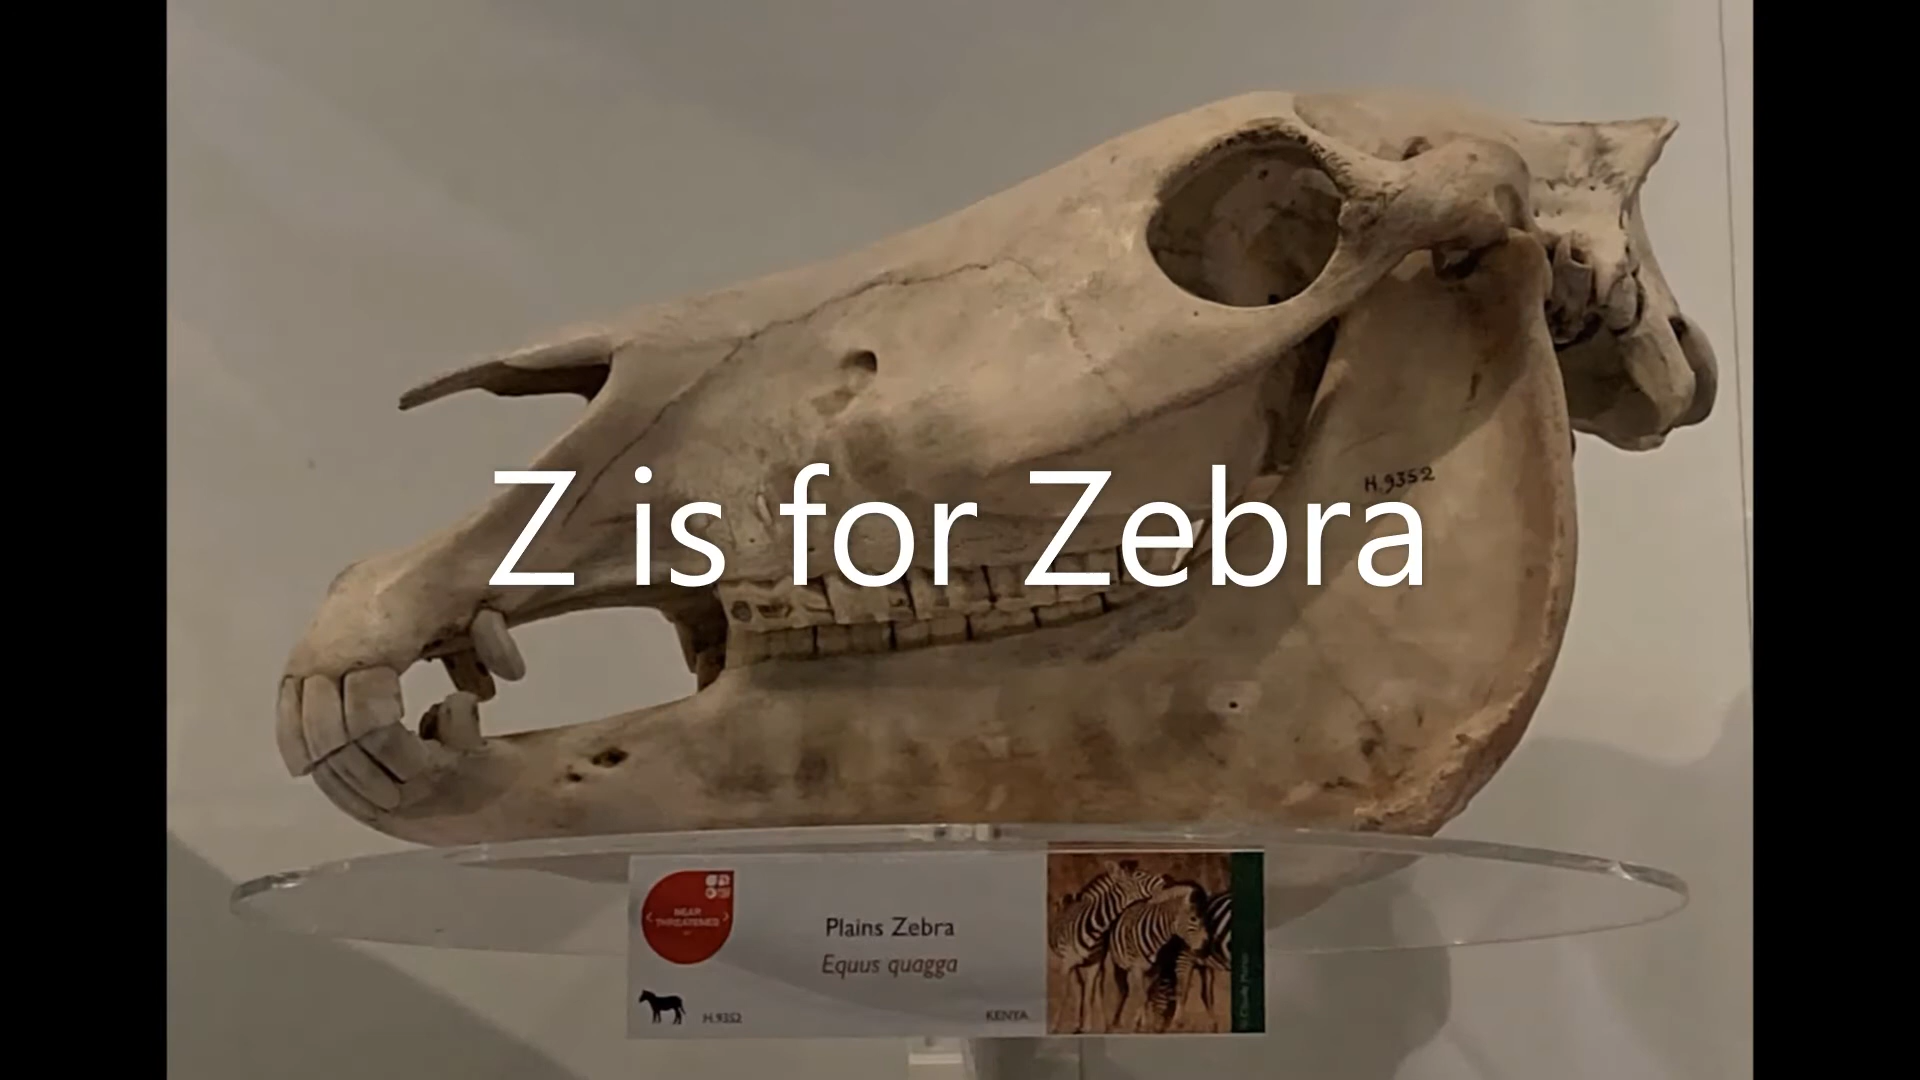 H.9352
Z is for Zebra
NEAR
THREATENED
Plains Zebra
Equus quagga
H.9352
KENYA